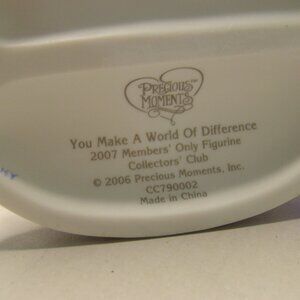 PRECIOUS
MOMENTS™
You Make A World Of Difference
2007 Members' Only Figurine
Collectors' Club
© 2006 Precious Moments, Inc.
CC790002
Made in China